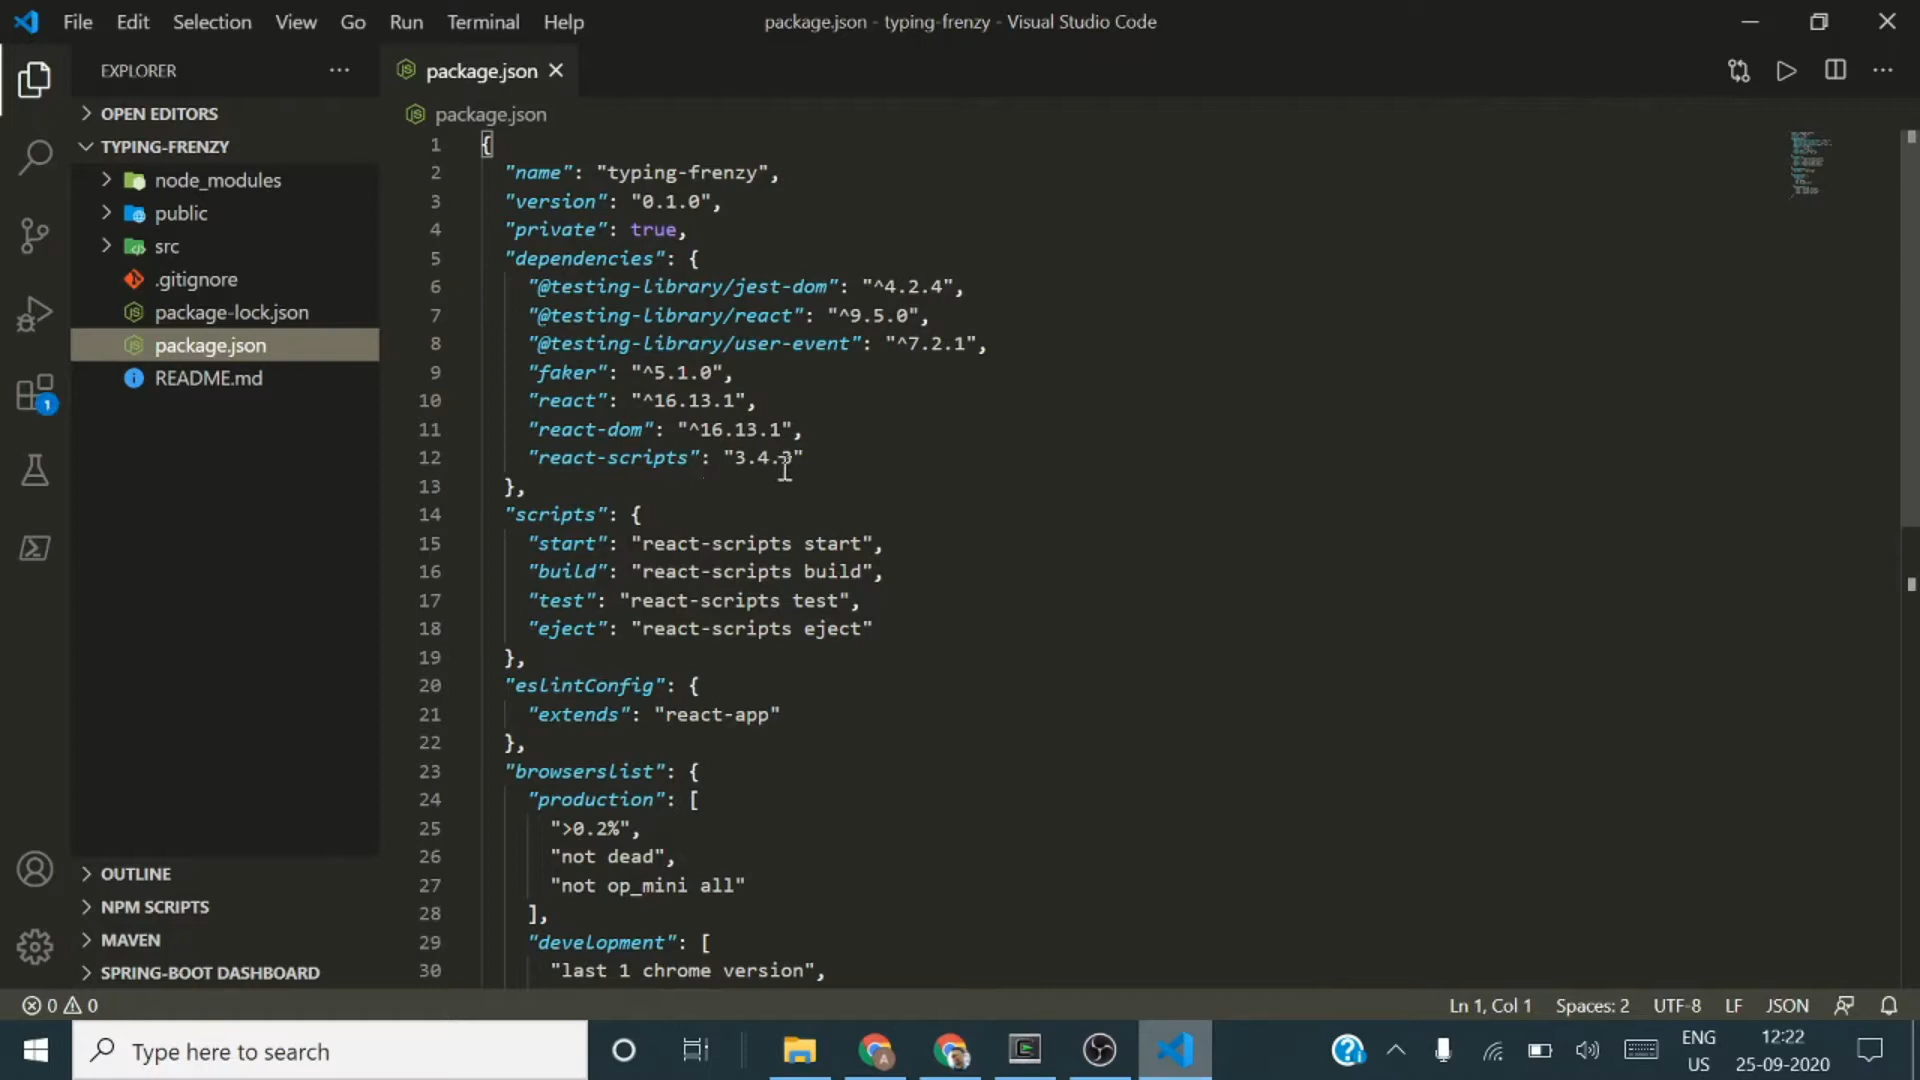 File Edit Selection View Go Run Terminal Help
package.json - typing-frenzy - Visual Studio Code
EXPLORER
package.json
OPEN EDITORS
TYPING-FRENZY
node_modules
public
src
.gitignore
package-lock.json
package.json
README.md
OUTLINE
NPM SCRIPTS
MAVEN
SPRING-BOOT DASHBOARD
1
package.json
1 {
2 "name": "typing-frenzy",
3 "version": "0.1.0",
4 "private": true,
5 "dependencies": {
6 "@testing-library/jest-dom": "^4.2.4",
7 "@testing-library/react": "^9.5.0",
8 "@testing-library/user-event": "^7.2.1",
9 "faker": "^5.1.0",
10 "react": "^16.13.1",
11 "react-dom": "^16.13.1",
12 "react-scripts":
13 },
14 "scripts": {
15 "start": "react-scripts start",
16 "build": "react-scripts build",
17 "test": "react-scripts test",
18 "eject": "react-scripts eject"
19 },
20 "eslintConfig": {
21 "extends": "react-app"
22 },
23 "browserslist": {
24 "production": [
25 ">0.2%",
26 "not dead",
27 "not op_mini all"
28 ],
29 "development": [
30 "last 1 chrome version",
0 0
Ln 1, Col 1 Spaces: 2 UTF-8 LF JSON
Type here to search
A
ENG
US
12:22
25-09-2020